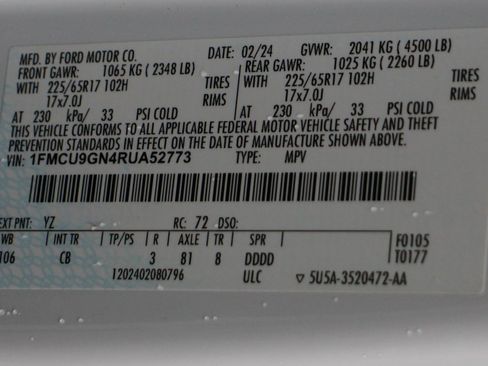 MFD. BY FORD MOTOR CO. DATE: 02/24 GVWR: 2041 KG ( 4500 LB)
FRONT GAWR: 1065 KG ( 2348 LB) REAR GAWR: 1025 KG ( 2260 LB)
WITH 225/65R17 102H TIRES WITH 225/65R17 102H TIRES
17x7.0J RIMS 17x7.0J RIMS
AT 230 kPa/ 33 PSI COLD AT 230 kPa/ 33 PSI COLD
THIS VEHICLE CONFORMS TO ALL APPLICABLE FEDERAL MOTOR VEHICLE SAFETY AND THEFT
PREVENTION STANDARDS IN EFFECT ON THE DATE OF MANUFACTURE SHOWN ABOVE.
VIN: 1FMCU9GN4RUA52773 TYPE: MPV
EXT PNT: YZ RC: 72 DSO:
WB INT TR TP/PS R AXLE TR SPR F0105
106 CB 3 81 8 DDDD T0177
1202402080796 ULC ▽ 5U5A-3520472-AA